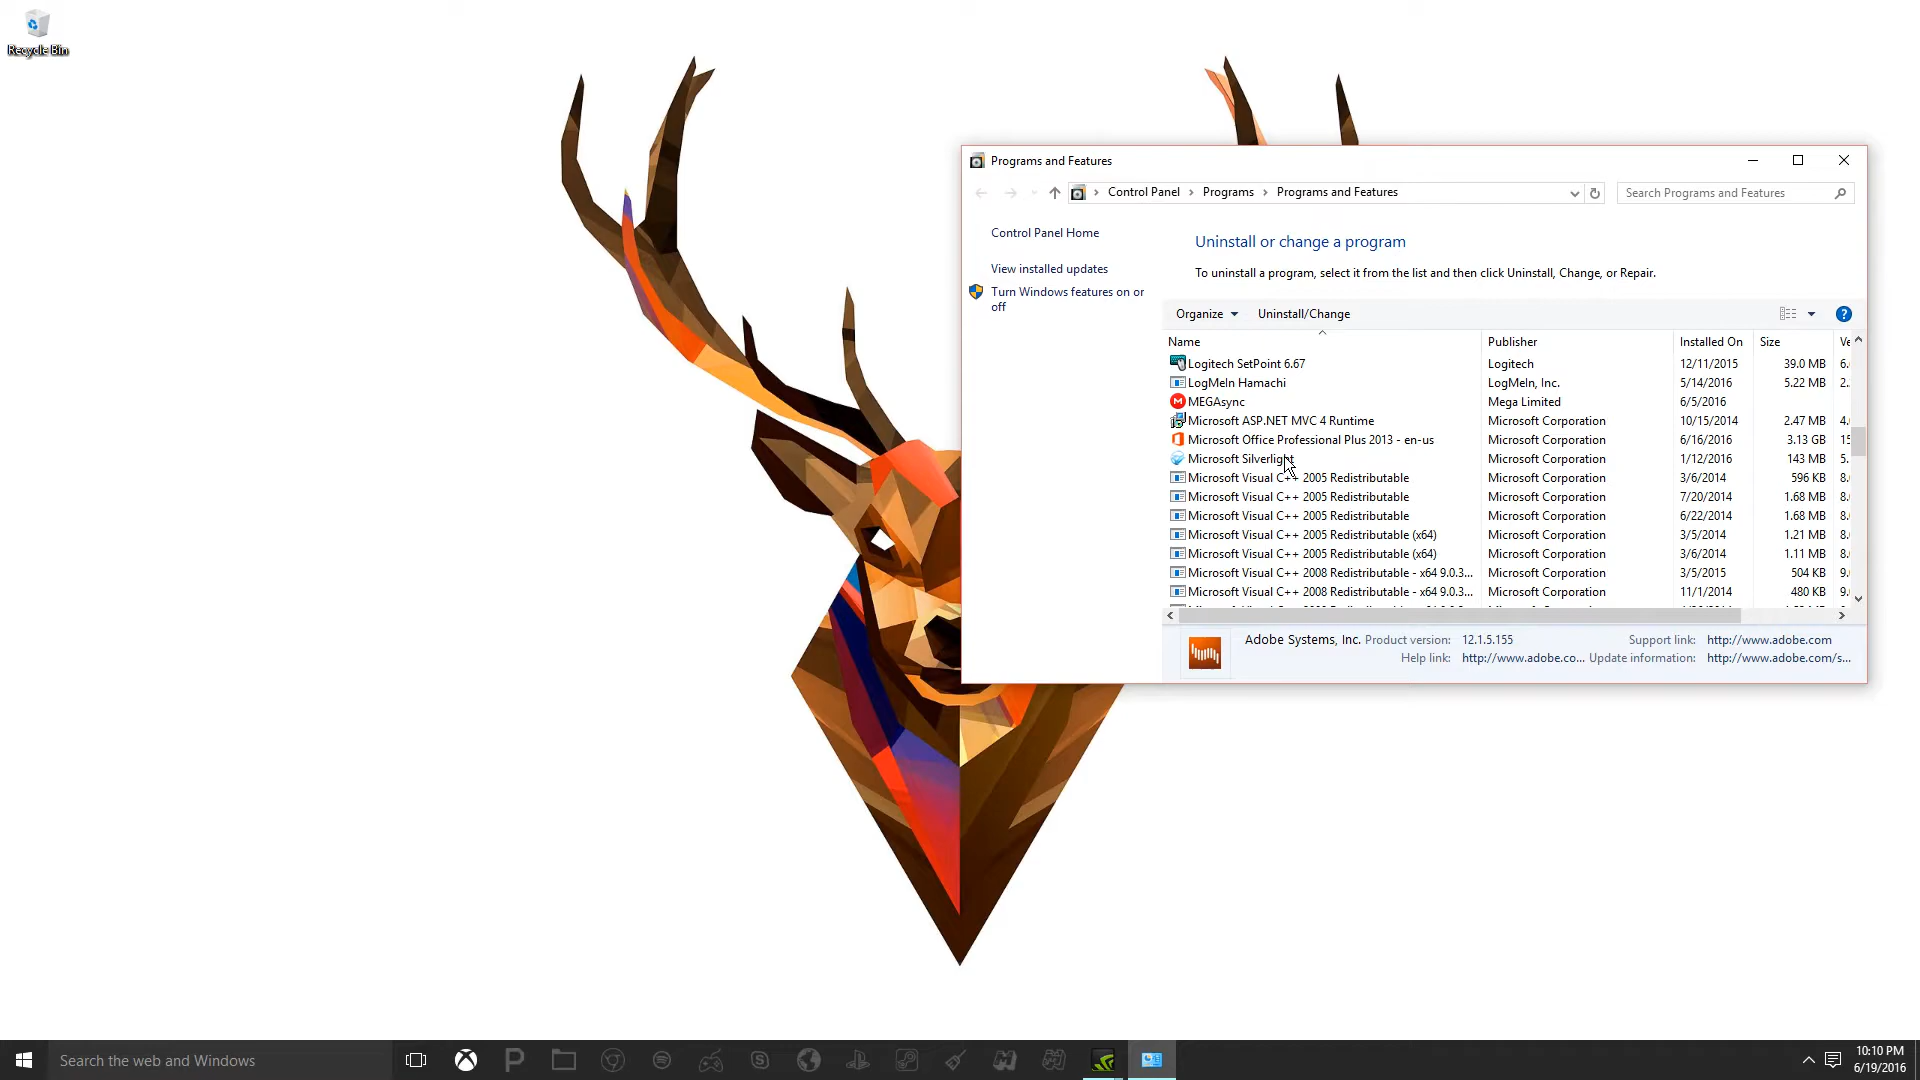 Recycle Bin
Programs and Features
Control Panel Programs Programs and Features
Search Programs and Features
Control Panel Home
View installed updates
Turn Windows features on or
off
Uninstall or change a program
To uninstall a program, select it from the list and then click Uninstall, Change, or Repair.
Organize Uninstall/Change
Name Publisher Installed On Size Ve
Logitech SetPoint 6.67 Logitech 12/11/2015 39.0 MB 6.
LogMeIn Hamachi LogMeIn, Inc. 5/14/2016 5.22 MB 2.
MEGAsync Mega Limited 6/5/2016
Microsoft ASP.NET MVC 4 Runtime Microsoft Corporation 10/15/2014 2.47 MB 4.
Microsoft Office Professional Plus 2013 - en-us Microsoft Corporation 6/16/2016 3.13 GB 15
Microsoft Silverlight Microsoft Corporation 1/12/2016 143 MB 5.
Microsoft Visual C++ 2005 Redistributable Microsoft Corporation 3/6/2014 596 KB 8.
Microsoft Visual C++ 2005 Redistributable Microsoft Corporation 7/20/2014 1.68 MB 8.
Microsoft Visual C++ 2005 Redistributable Microsoft Corporation 6/22/2014 1.68 MB 8.
Microsoft Visual C++ 2005 Redistributable (x64) Microsoft Corporation 3/5/2014 1.21 MB 8.
Microsoft Visual C++ 2005 Redistributable (x64) Microsoft Corporation 3/6/2014 1.11 MB 8.
Microsoft Visual C++ 2008 Redistributable - x64 9.0.3... Microsoft Corporation 3/5/2015 504 KB 9.
Microsoft Visual C++ 2008 Redistributable - x64 9.0.3... Microsoft Corporation 11/1/2014 480 KB 9.
Adobe Systems, Inc. Product version: 12.1.5.155 Support link: http://www.adobe.com
Help link: http://www.adobe.co... Update information: http://www.adobe.com/s...
Search the web and Windows
10:10 PM
6/19/2016